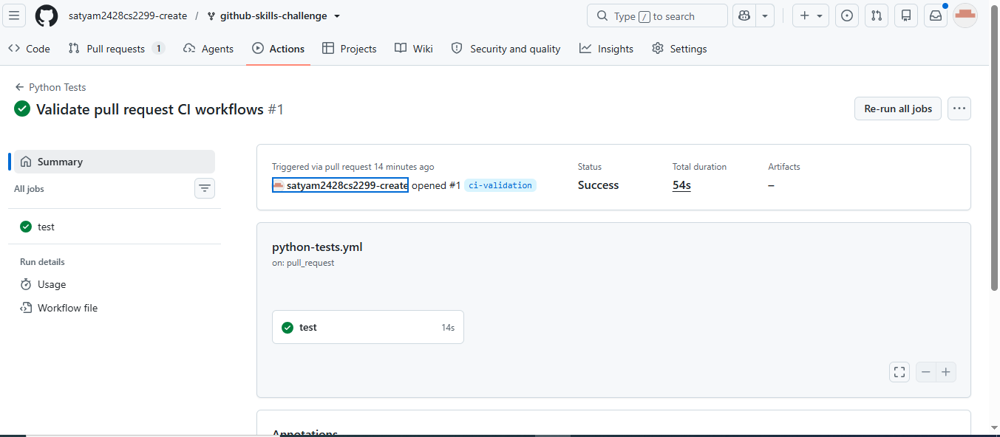 satyam2428cs2299-create / github-skills-challenge
Type / to search
Code Pull requests 1 Agents Actions Projects Wiki Security and quality Insights Settings
Python Tests
Validate pull request CI workflows #1
Re-run all jobs
Summary
All jobs
test
Run details
Usage
Workflow file
Triggered via pull request 14 minutes ago
satyam2428cs2299-create opened #1 ci-validation
Status
Success
Total duration
54s
Artifacts
–
python-tests.yml
on: pull_request
test 14s
Annotations